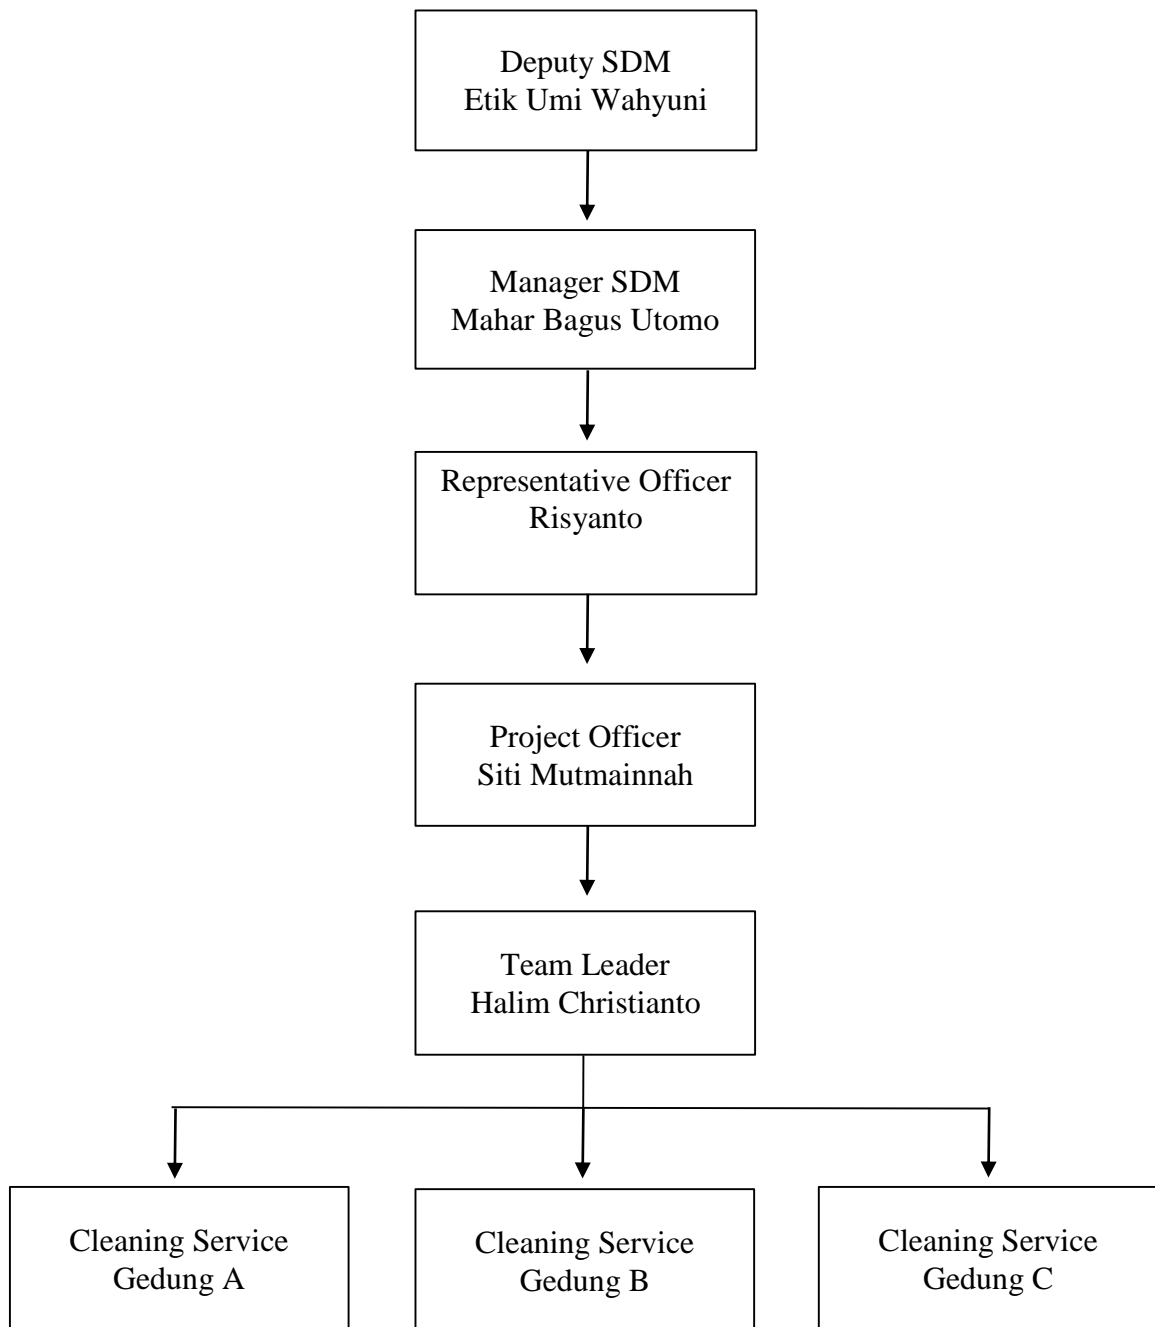 Deputy SDM
Etik Umi Wahyuni
Manager SDM
Mahar Bagus Utomo
Representative Officer
Risyanto
Project Officer
Siti Mutmainnah
Team Leader
Halim Christianto
Cleaning Service
Gedung A
Cleaning Service
Gedung B
Cleaning Service
Gedung C